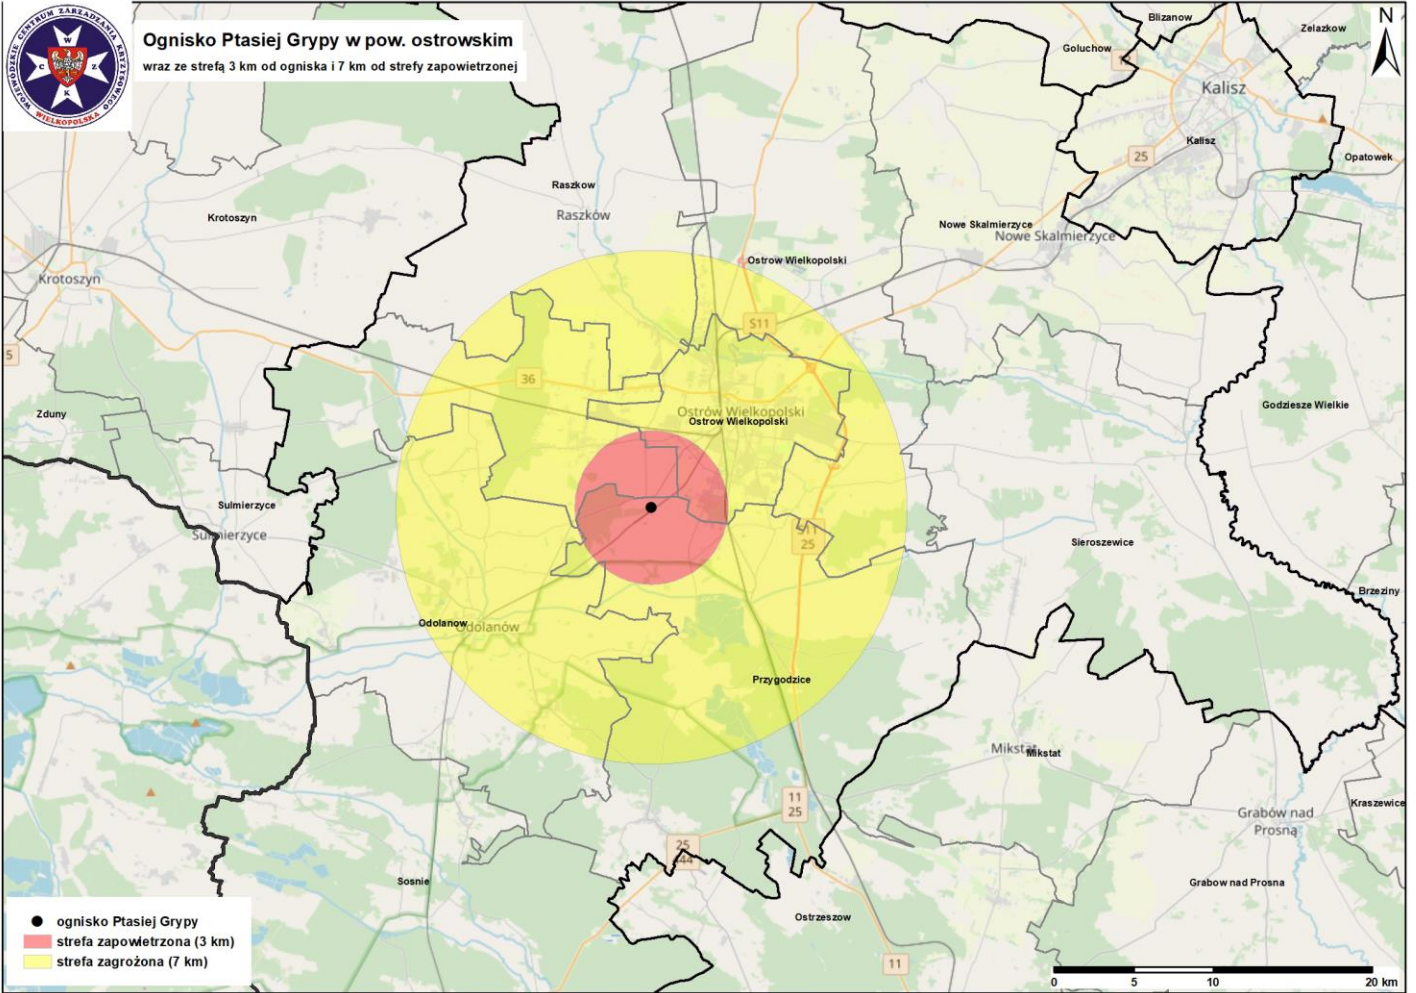 WOJEWÓDZKIE CENTRUM ZARZĄDZANIA KRYZYSOWEGO
WIELKOPOLSKA
W
C Z
K
Ognisko Ptasiej Grypy w pow. ostrowskim
wraz ze strefą 3 km od ogniska i 7 km od strefy zapowietrzonej
N
Blizanow
Zelazkow
Goluchow
Kalisz
Kalisz
25
Opatowek
Raszkow
Raszków
Krotoszyn
Nowe Skalmierzyce
Nowe Skalmierzyce
Ostrow Wielkopolski
Krotoszyn
S11
5
36
Zduny
Ostrów Wielkopolski
Ostrow Wielkopolski
Godziesze Wielkie
Sulmierzyce
Sulmierzyce
S11
25
Sieroszewice
Brzeziny
Odolanow
Odolanów
Przygodzice
Mikstat
Mikstat
11
25
Kraszewice
Grabów nad
Prosną
25
Sosnie
Grabow nad Prosna
Ostrzeszow
11
ognisko Ptasiej Grypy
strefa zapowietrzona (3 km)
strefa zagrożona (7 km)
0 5 10 20 km